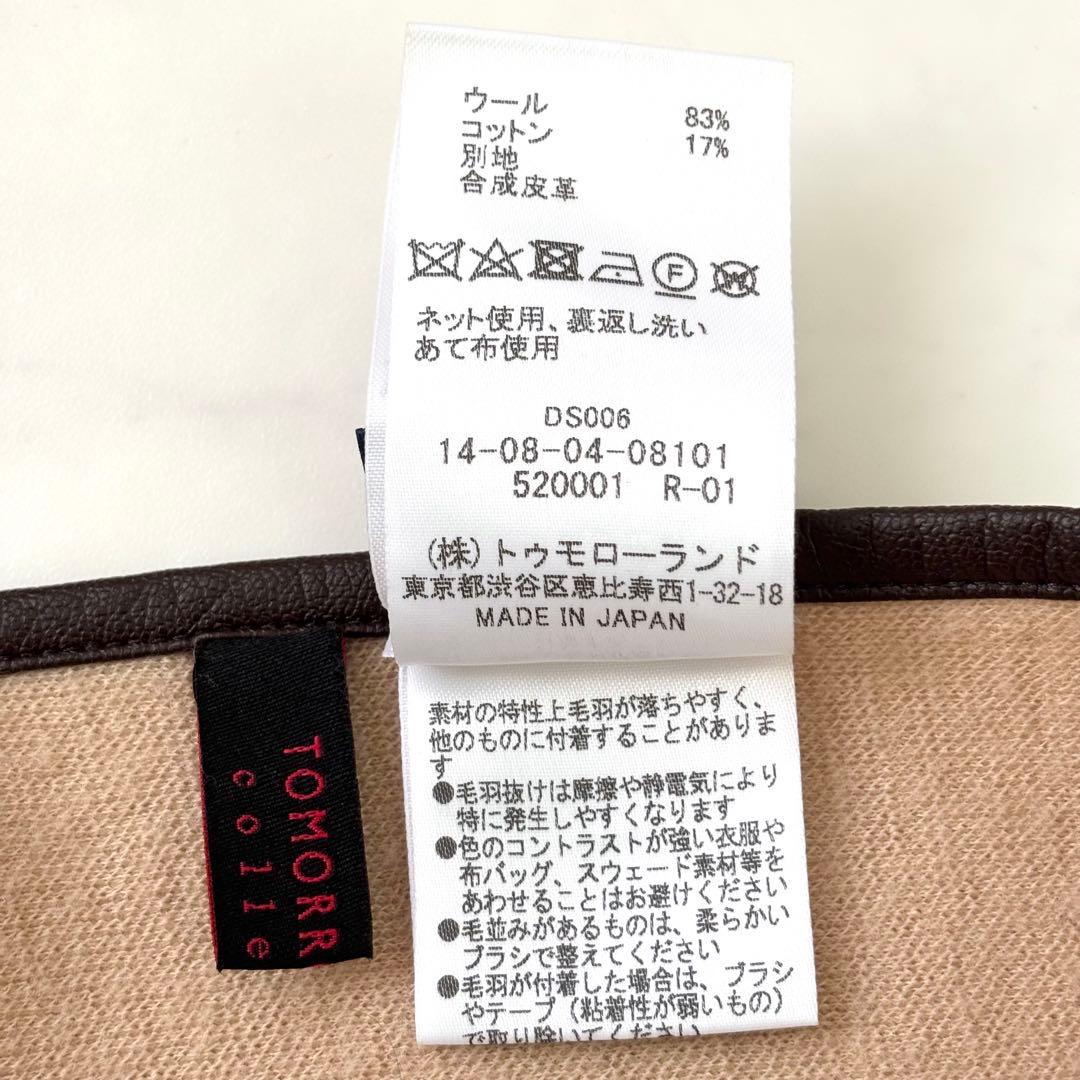 ウール 83%
コットン 17%
別地
合成皮革
F
W
ネット使用、裏返し洗い
あて布使用
DS006
14-08-04-08101
520001 R-01
(株)トゥモローランド
東京都渋谷区恵比寿西1-32-18
MADE IN JAPAN
素材の特性上毛羽が落ちやすく、
他のものに付着することがありま
す
●毛羽抜けは摩擦や静電気により
特に発生しやすくなります
●色のコントラストが強い衣服や
布バッグ、スウェード素材等を
あわせることはお避けください
●毛並みがあるものは、柔らかい
ブラシで整えてください
●毛羽が付着した場合は、ブラシ
やテープ(粘着性が弱いもの)
で取り除いてください
TOMORR
colle